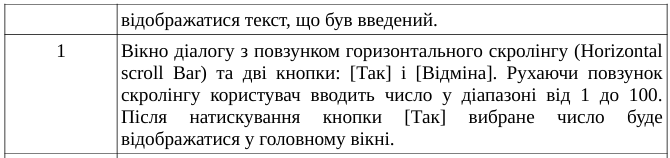 відображатися текст, що був введений.
1
Вікно діалогу з повзунком горизонтального скролінгу (Horizontal
scroll Bar) та дві кнопки: [Так] і [Відміна]. Рухаючи повзунок
скролінгу користувач вводить число у діапазоні від 1 до 100.
Після натискування кнопки [Так] вибране число буде
відображатися у головному вікні.